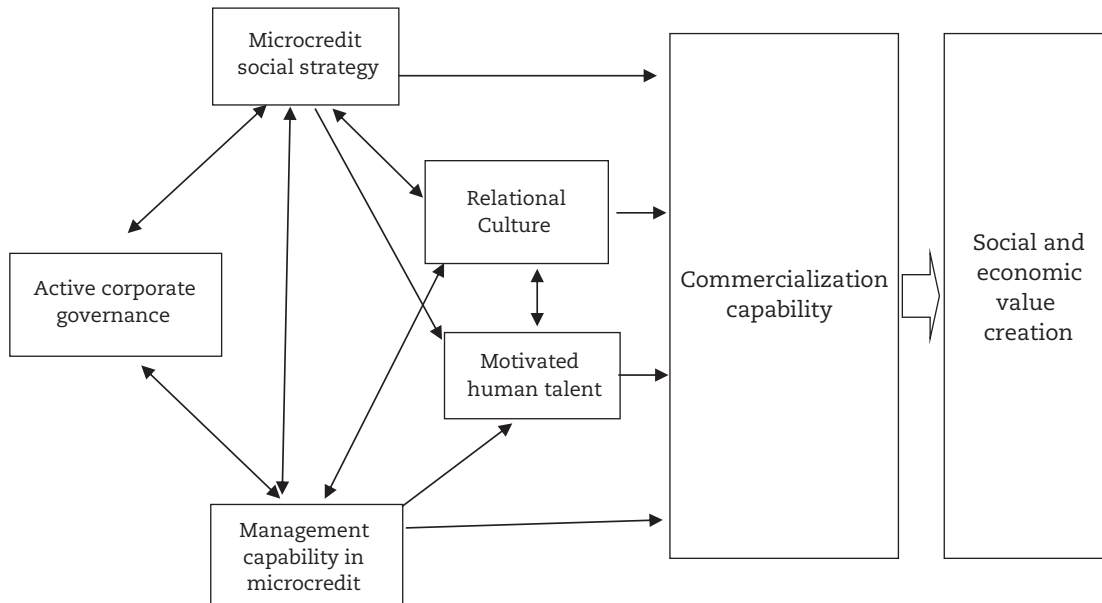 Microcredit
social strategy
Relational
Culture
Active corporate
governance
Motivated
human talent
Management
capability in
microcredit
Commercialization
capability
Social and
economic
value
creation